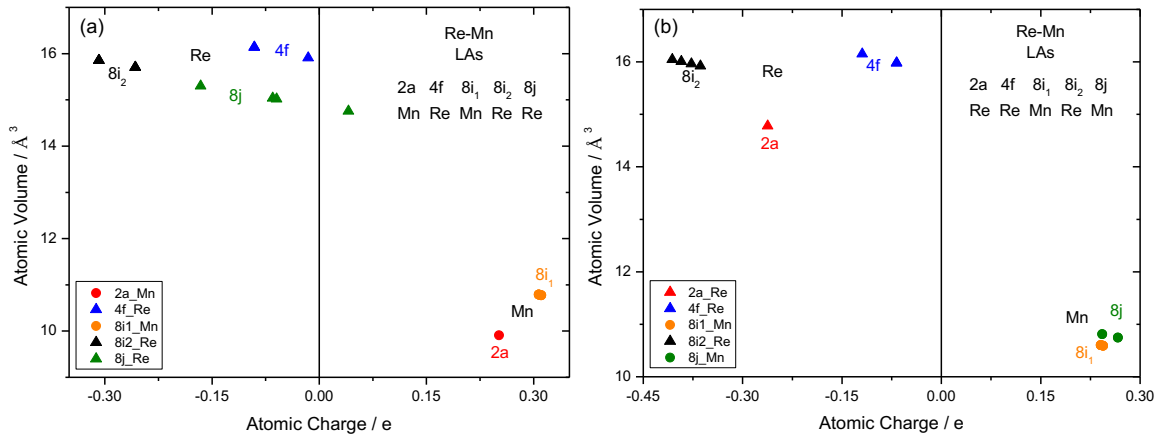 (a)
Re-Mn
LAs
2a 4f 8i₁ 8i₂ 8j
Mn Re Mn Re Re
Re
4f
8i₂
8j
8i₁
Mn
2a
2a_Mn
4f_Re
8i1_Mn
8i2_Re
8j_Re
16
14
12
10
-0.30 -0.15 0.00 0.15 0.30
Atomic Charge / e
Atomic Volume / Å³
(b)
Re-Mn
LAs
2a 4f 8i₁ 8i₂ 8j
Re Re Mn Re Mn
Re
4f
8i₂
2a
Mn
8j
8i₁
2a_Re
4f_Re
8i1_Mn
8i2_Re
8j_Mn
16
14
12
10
-0.45 -0.30 -0.15 0.00 0.15 0.30
Atomic Charge / e
Atomic Volume / Å³